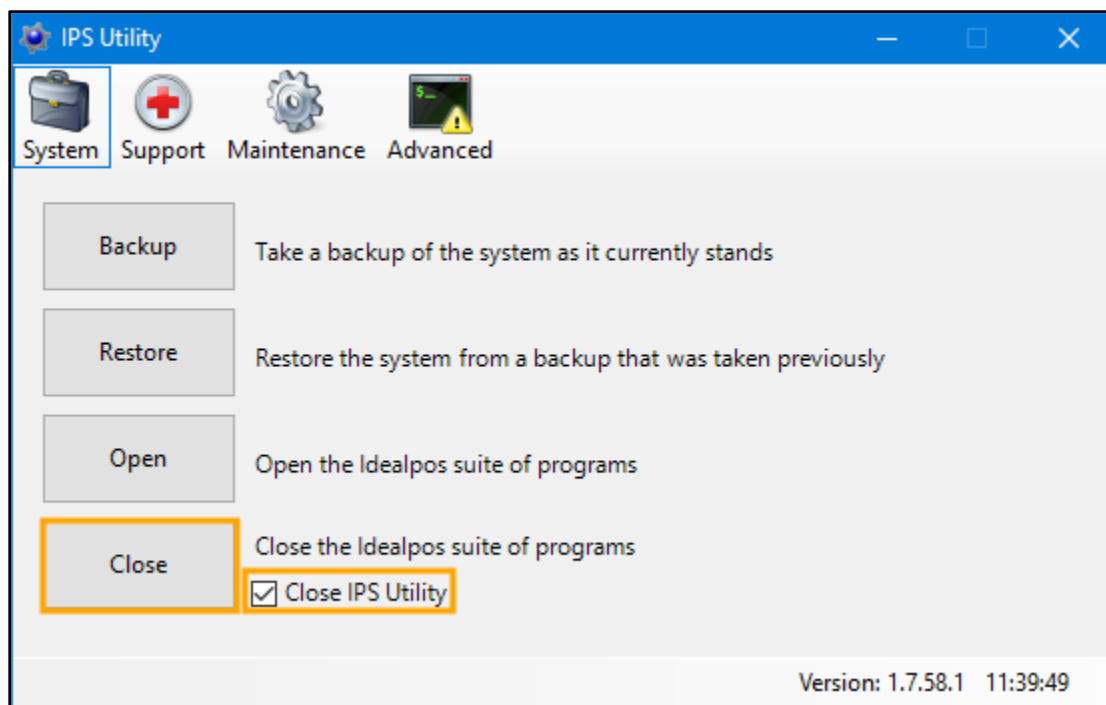 IPS Utility
System Support Maintenance Advanced
Backup Take a backup of the system as it currently stands
Restore Restore the system from a backup that was taken previously
Open Open the Idealpos suite of programs
Close Close the Idealpos suite of programs
Close IPS Utility
Version: 1.7.58.1 11:39:49